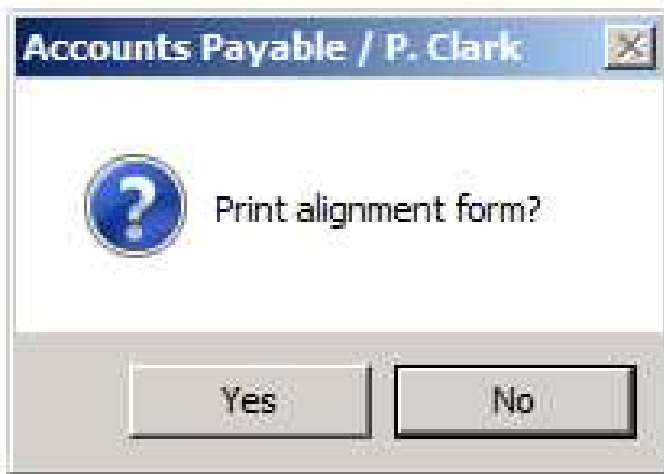 Accounts Payable / P. Clark
Print alignment form?
Yes
No